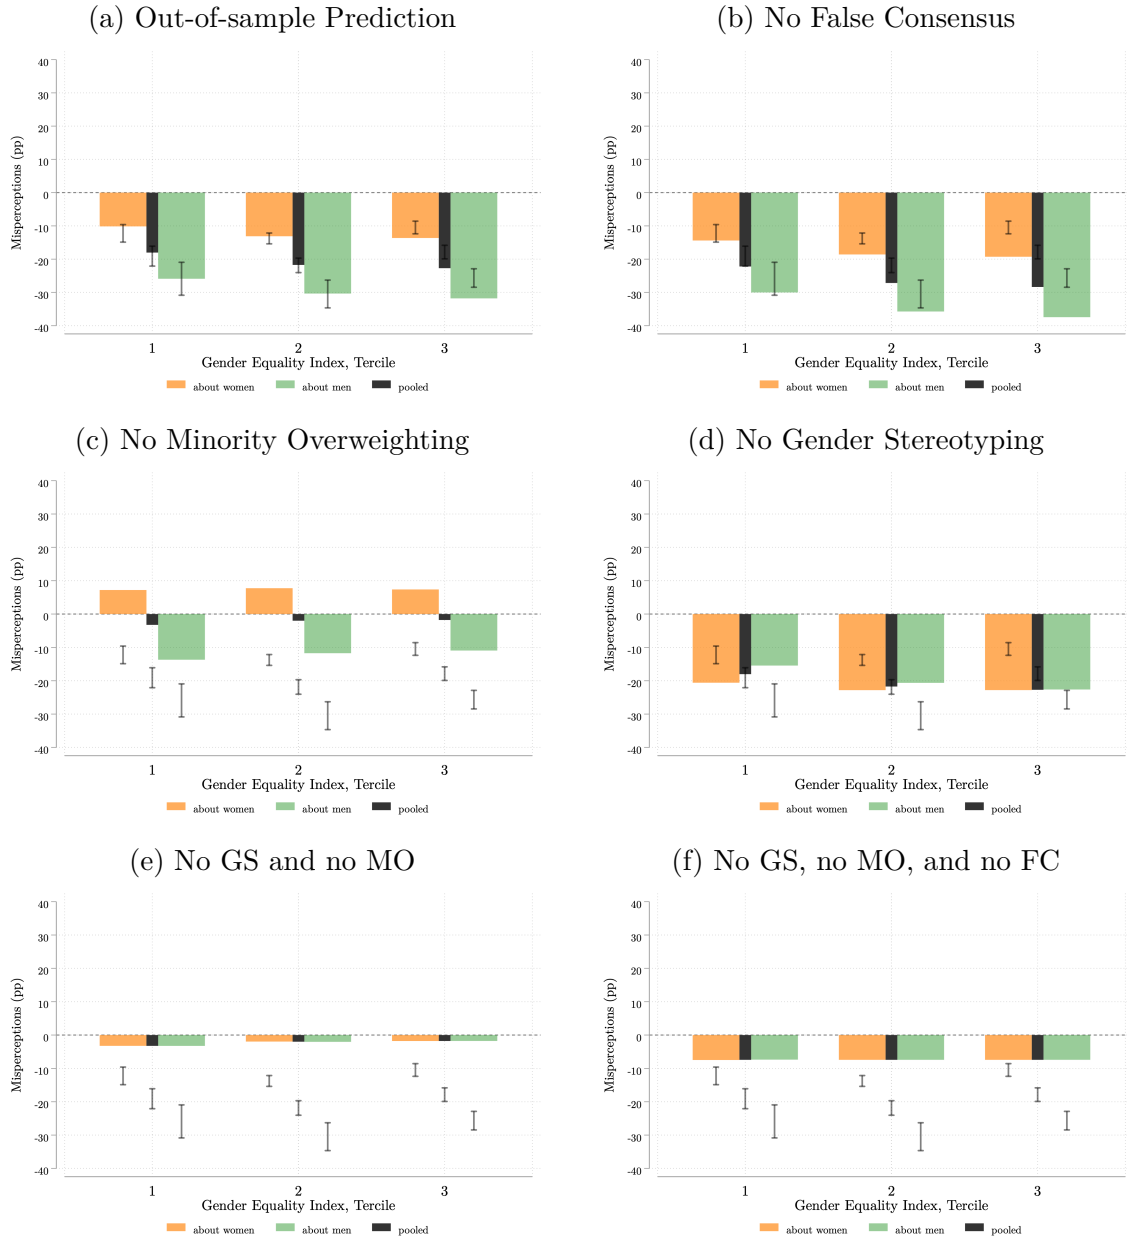 (a) Out-of-sample Prediction
Misperceptions (pp)
40
30
20
10
0
-10
-20
-30
-40
1 2 3
Gender Equality Index, Tercile
about women about men pooled
(b) No False Consensus
Misperceptions (pp)
40
30
20
10
0
-10
-20
-30
-40
1 2 3
Gender Equality Index, Tercile
about women about men pooled
(c) No Minority Overweighting
Misperceptions (pp)
40
30
20
10
0
-10
-20
-30
-40
1 2 3
Gender Equality Index, Tercile
about women about men pooled
(d) No Gender Stereotyping
Misperceptions (pp)
40
30
20
10
0
-10
-20
-30
-40
1 2 3
Gender Equality Index, Tercile
about women about men pooled
(e) No GS and no MO
Misperceptions (pp)
40
30
20
10
0
-10
-20
-30
-40
1 2 3
Gender Equality Index, Tercile
about women about men pooled
(f) No GS, no MO, and no FC
Misperceptions (pp)
40
30
20
10
0
-10
-20
-30
-40
1 2 3
Gender Equality Index, Tercile
about women about men pooled